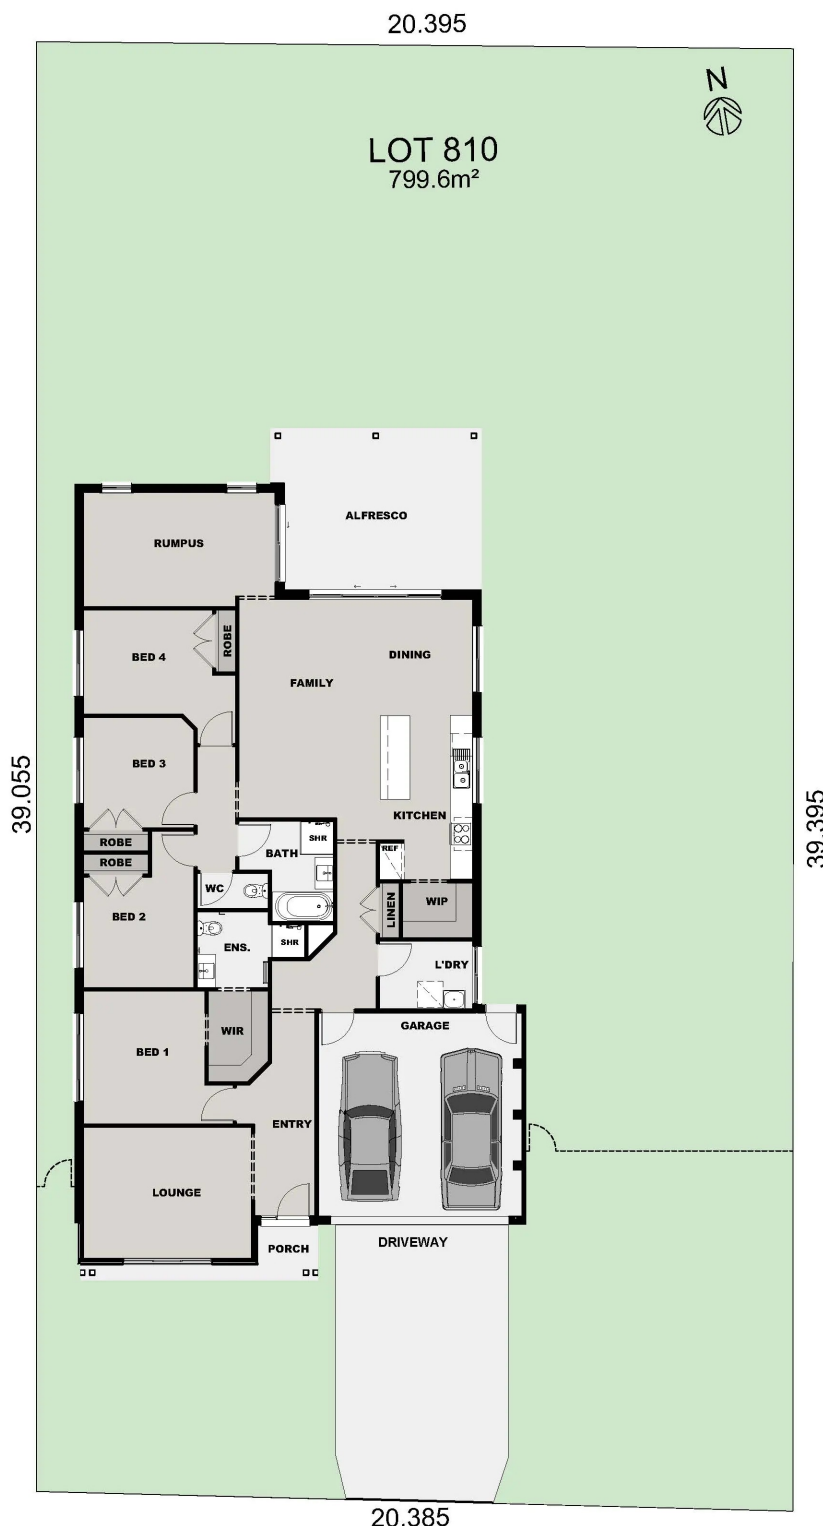 20.395
N
LOT 810
799.6m²
ALFRESCO
RUMPUS
ROBE
BED 4
DINING
FAMILY
BED 3
39.055
39.395
KITCHEN
SHR
ROBE
REF
BATH
ROBE
WC
LINEN
WIP
BED 2
ENS.
SHR
L'DRY
GARAGE
WIR
BED 1
ENTRY
LOUNGE
DRIVEWAY
PORCH
20.385